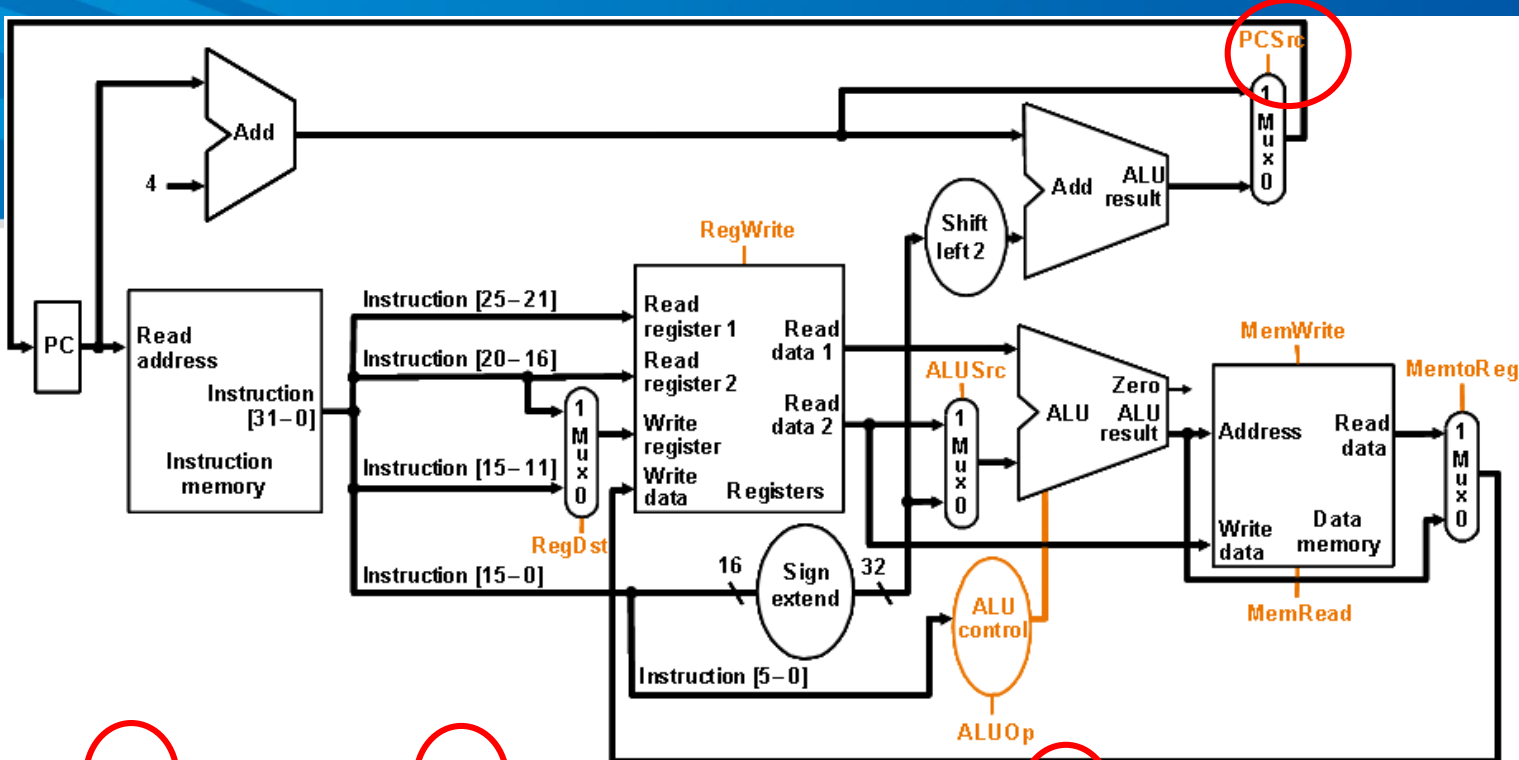 PCSrc
1
M
u
x
0
Add
4
Add
ALU
result
Shift
left 2
RegWrite
PC
Read
address
Instruction
[31–0]
Instruction
memory
Instruction [25–21]
Instruction [20–16]
Instruction [15–11]
Instruction [15–0]
Instruction [5–0]
1
M
u
x
0
RegDst
Read
register 1
Read
register 2
Write
register
Write
data
Read
data 1
Read
data 2
Registers
16
Sign
extend
32
ALUSrc
1
M
u
x
0
Zero
ALU
ALU
result
ALU
control
ALUOp
MemWrite
Address
Read
data
Write
data
Data
memory
MemRead
MemtoReg
1
M
u
x
0